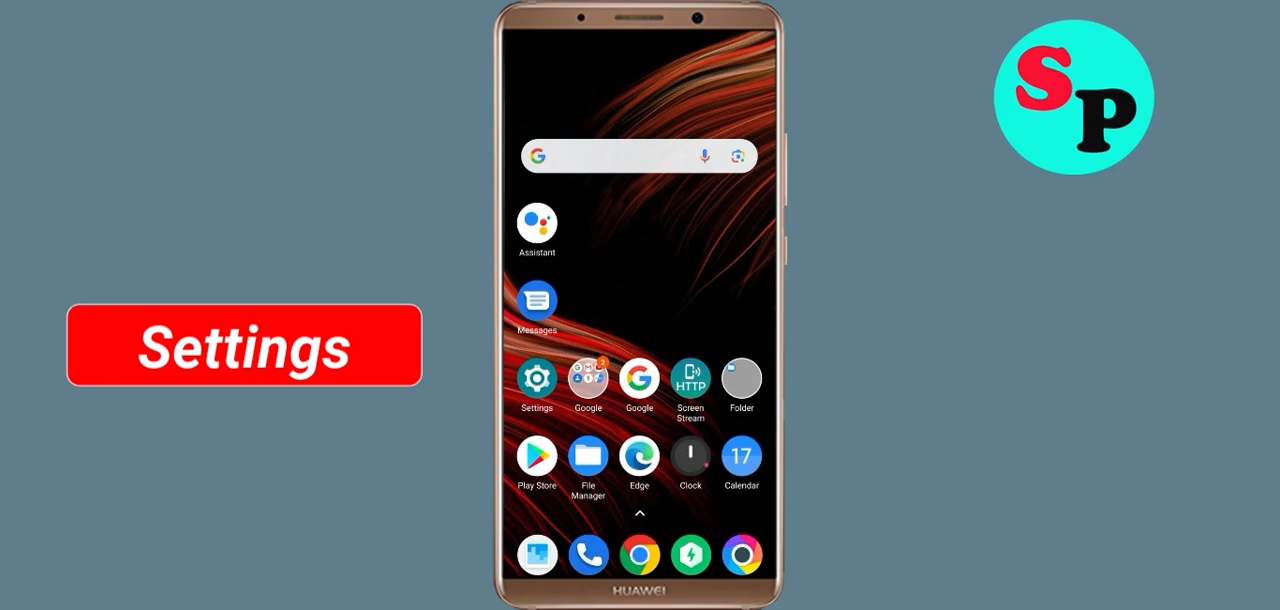 SP
Assistant
Messages
Settings
Settings
Google
Google
Screen
Stream
Folder
HTTP
2
Play Store
File
Manager
Edge
Clock
Calendar
17
HUAWEI